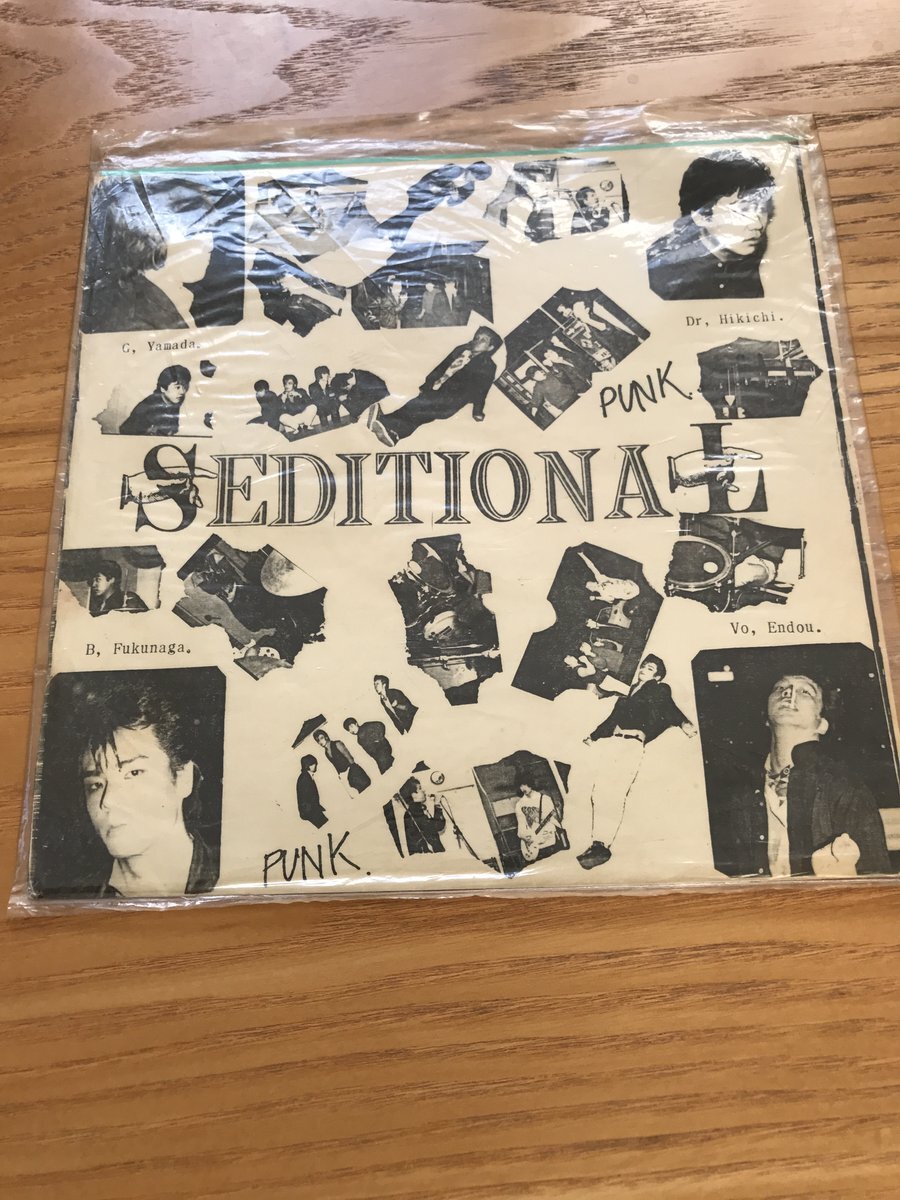 G, Yamada.
Dr, Hikichi.
PUNK.
SEDITIONAL
B, Fukunaga.
Vo, Endou.
PUNK.